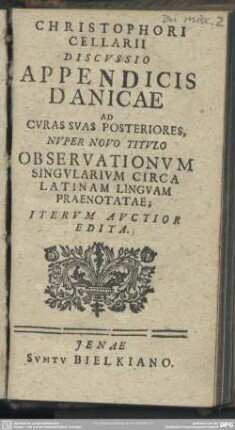 CHRISTOPHORI
CELLARII
DISCVSSIO
APPENDICIS
DANICAE
AD
CVRAS SVAS POSTERIORES,
NVPER NOVO TITVLO
OBSERVATIONVM
SINGVLARIVM CIRCA
LATINAM LINGVAM
PRAENOTATAE;
ITERVM AVCTIOR
EDITA.
JENAE
SVMTV BIELKIANO.